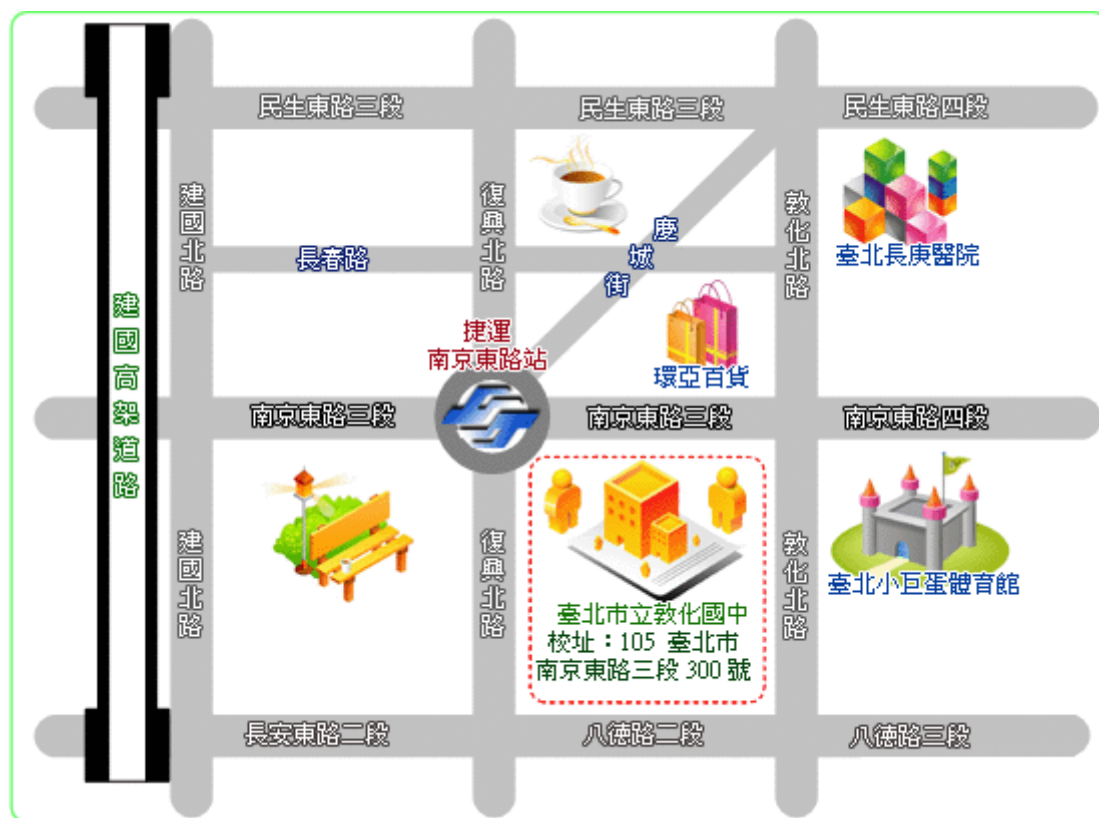 民生東路三段
民生東路三段
民生東路四段
建國北路
復興北路
敦化北路
慶城街
臺北長庚醫院
長春路
建國高架道路
捷運
南京東路站
環亞百貨
南京東路三段
南京東路三段
南京東路四段
建國北路
復興北路
敦化北路
臺北小巨蛋體育館
臺北市立敦化國中
校址：105 臺北市
南京東路三段 300 號
長安東路二段
八德路二段
八德路三段